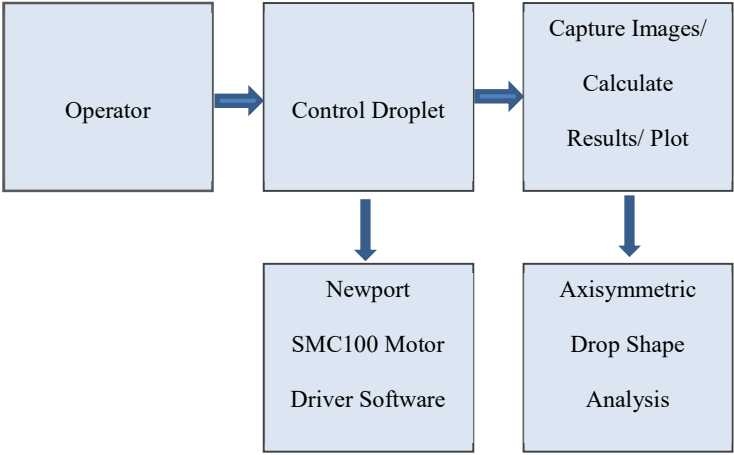 Operator
Control Droplet
Capture Images/
Calculate
Results/ Plot
Newport
SMC100 Motor
Driver Software
Axisymmetric
Drop Shape
Analysis